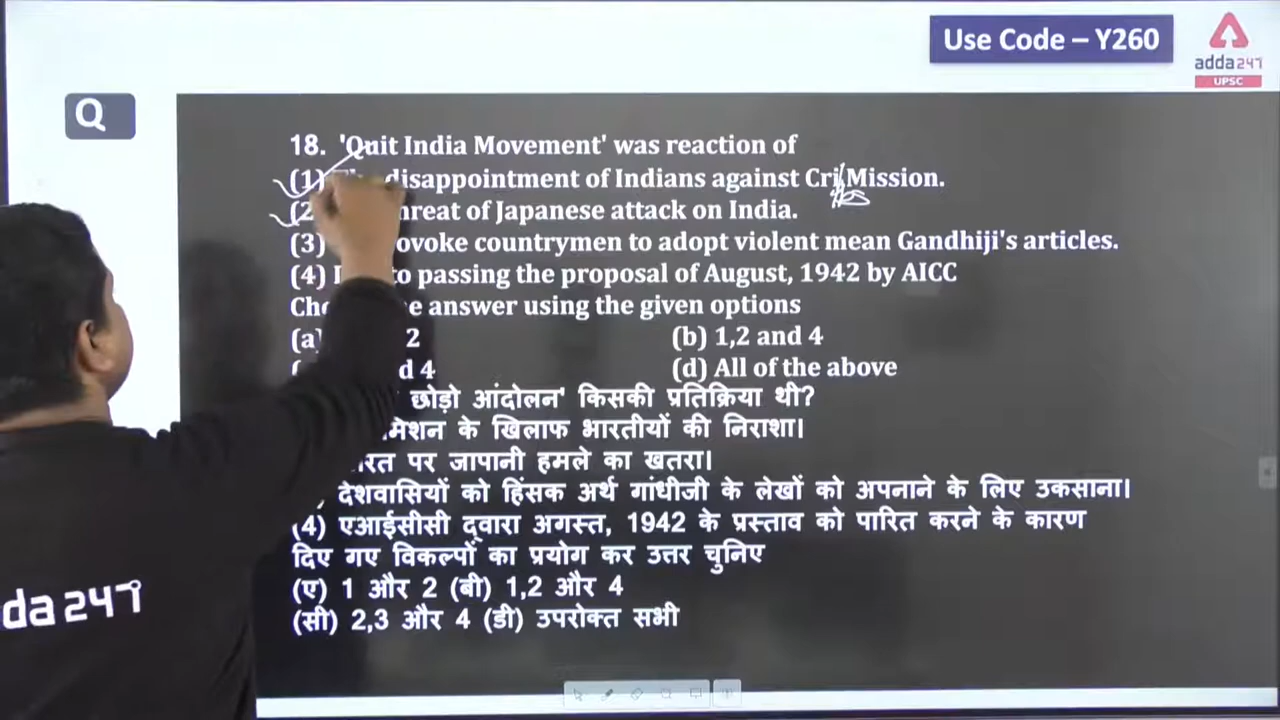 Use Code – Y260
adda247
UPSC
Q
18. 'Quit India Movement' was reaction of
(1) disappointment of Indians against Cri Mission.
(2 hreat of Japanese attack on India.
(3) ovoke countrymen to adopt violent mean Gandhiji's articles.
(4) to passing the proposal of August, 1942 by AICC
Ch e answer using the given options
(a) 2 (b) 1,2 and 4
d 4 (d) All of the above
छोड़ो आंदोलन' किसकी प्रतिक्रिया थी?
मिशन के खिलाफ भारतीयों की निराशा।
रत पर जापानी हमले का खतरा।
देशवासियों को हिंसक अर्थ गांधीजी के लेखों को अपनाने के लिए उकसाना।
(4) एआईसीसी द्वारा अगस्त, 1942 के प्रस्ताव को पारित करने के कारण
दिए गए विकल्पों का प्रयोग कर उत्तर चुनिए
(ए) 1 और 2 (बी) 1,2 और 4
(सी) 2,3 और 4 (डी) उपरोक्त सभी
da247